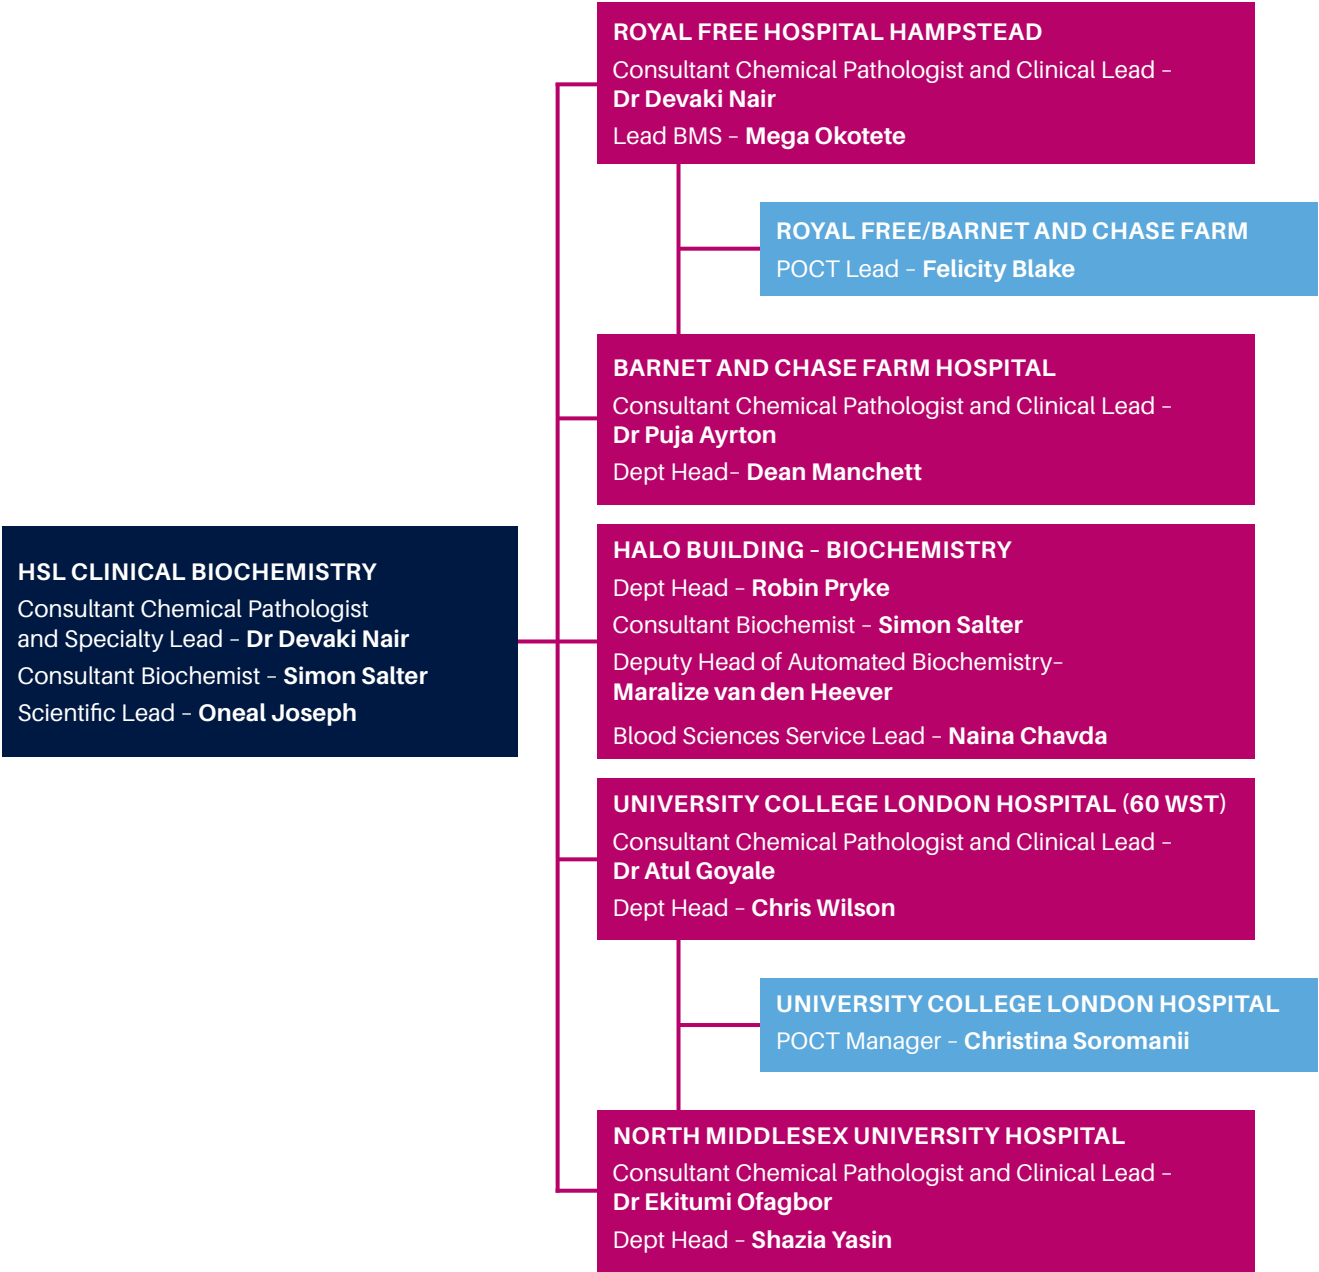 ROYAL FREE HOSPITAL HAMPSTEAD
Consultant Chemical Pathologist and Clinical Lead –
Dr Devaki Nair
Lead BMS – Mega Okotete
ROYAL FREE/BARNET AND CHASE FARM
POCT Lead – Felicity Blake
BARNET AND CHASE FARM HOSPITAL
Consultant Chemical Pathologist and Clinical Lead –
Dr Puja Ayrton
Dept Head– Dean Manchett
HSL CLINICAL BIOCHEMISTRY
Consultant Chemical Pathologist
and Specialty Lead – Dr Devaki Nair
Consultant Biochemist – Simon Salter
Scientific Lead – Oneal Joseph
HALO BUILDING – BIOCHEMISTRY
Dept Head – Robin Pryke
Consultant Biochemist – Simon Salter
Deputy Head of Automated Biochemistry–
Maralize van den Heever
Blood Sciences Service Lead – Naina Chavda
UNIVERSITY COLLEGE LONDON HOSPITAL (60 WST)
Consultant Chemical Pathologist and Clinical Lead –
Dr Atul Goyale
Dept Head – Chris Wilson
UNIVERSITY COLLEGE LONDON HOSPITAL
POCT Manager – Christina Soromanii
NORTH MIDDLESEX UNIVERSITY HOSPITAL
Consultant Chemical Pathologist and Clinical Lead –
Dr Ekitumi Ofagbor
Dept Head – Shazia Yasin